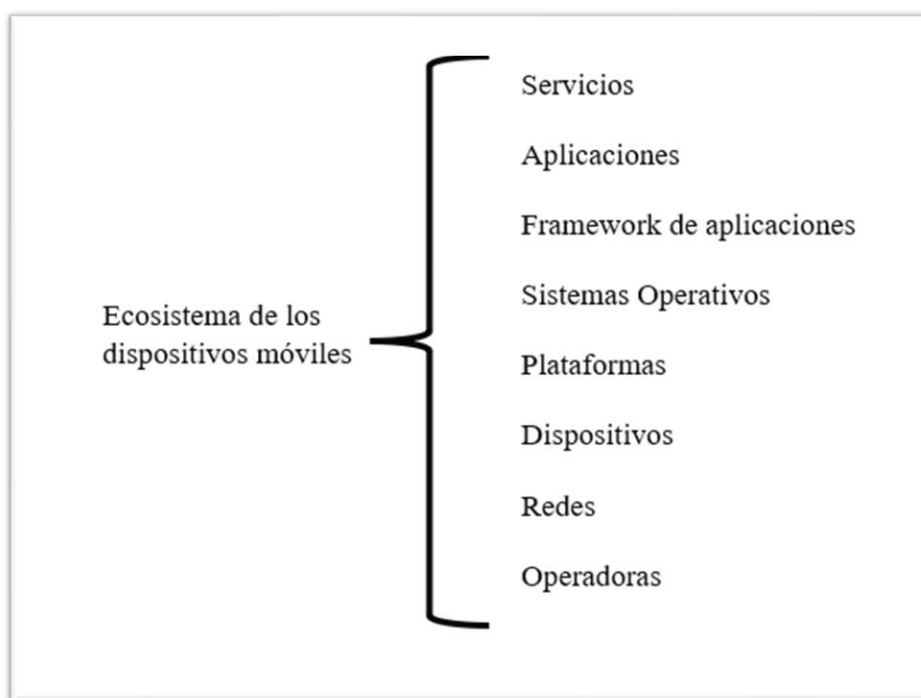 Ecosistema de los
dispositivos móviles
Servicios
Aplicaciones
Framework de aplicaciones
Sistemas Operativos
Plataformas
Dispositivos
Redes
Operadoras